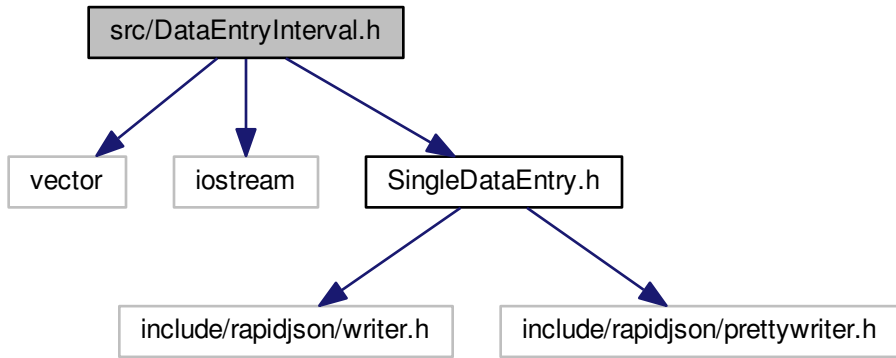 src/DataEntryInterval.h
vector
iostream
SingleDataEntry.h
include/rapidjson/writer.h
include/rapidjson/prettywriter.h